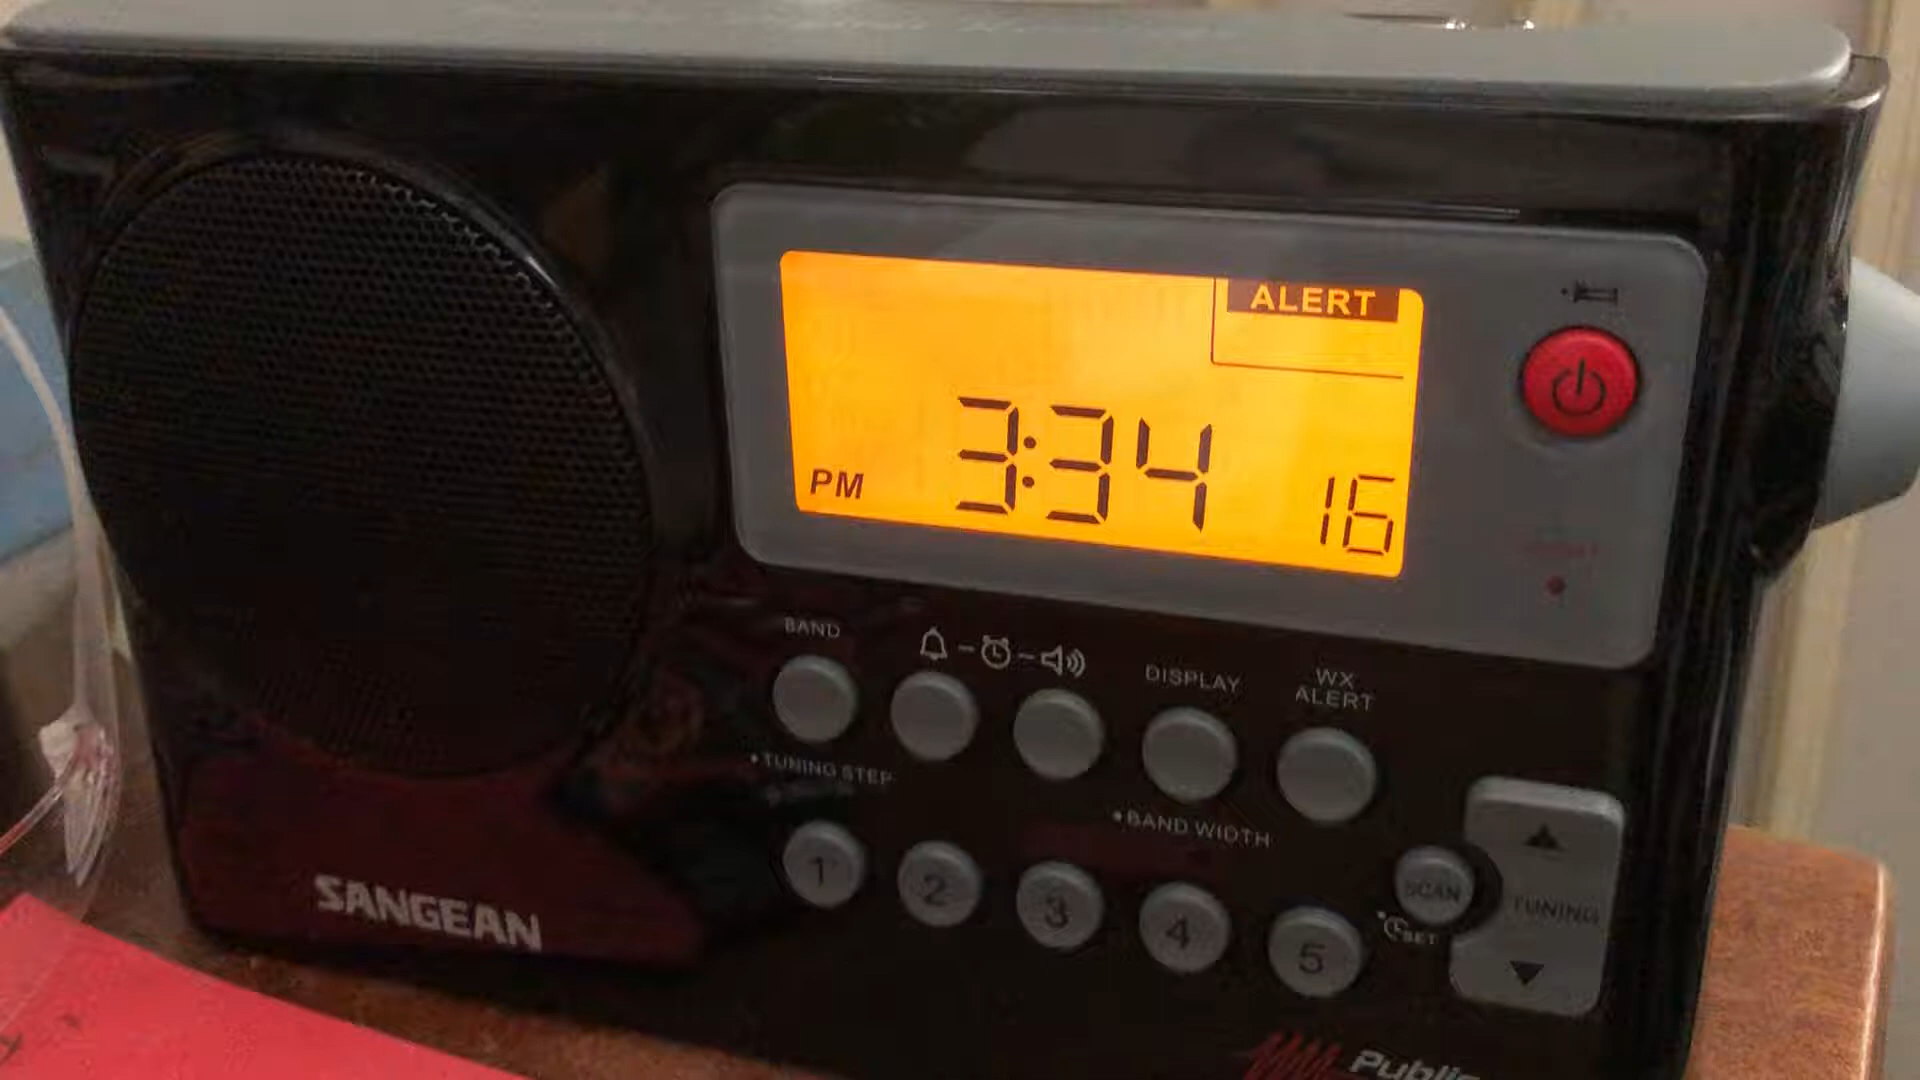 ALERT
PM 3:34 16
BAND
DISPLAY
WX
ALERT
•TUNING STEP
•BAND WIDTH
1 2 3 4 5
SCAN
TUNING
•SET
SANGEAN
Public